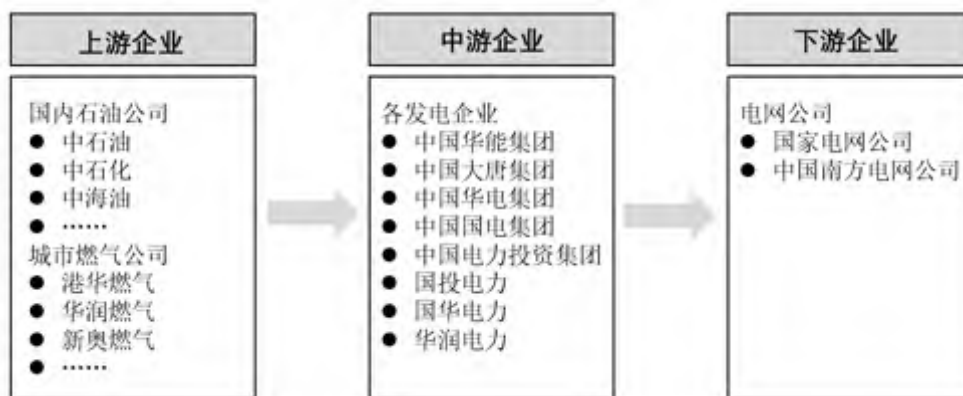 上游企业
国内石油公司
● 中石油
● 中石化
● 中海油
● ……
城市燃气公司
● 港华燃气
● 华润燃气
● 新奥燃气
● ……
中游企业
各发电企业
● 中国华能集团
● 中国大唐集团
● 中国华电集团
● 中国国电集团
● 中国电力投资集团
● 国投电力
● 国华电力
● 华润电力
下游企业
电网公司
● 国家电网公司
● 中国南方电网公司